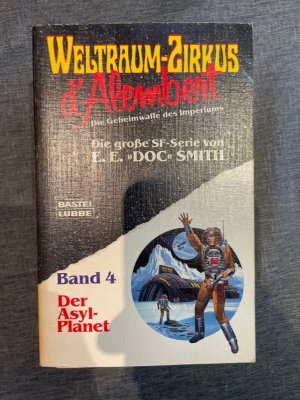 WELTRAUM-ZIRKUS
d'Alembert
Die Geheimwaffe des Imperiums
Die große SF-Serie von
E. E. »DOC« SMITH
BASTEI
LÜBBE
Band 4
Der
Asyl-
Planet